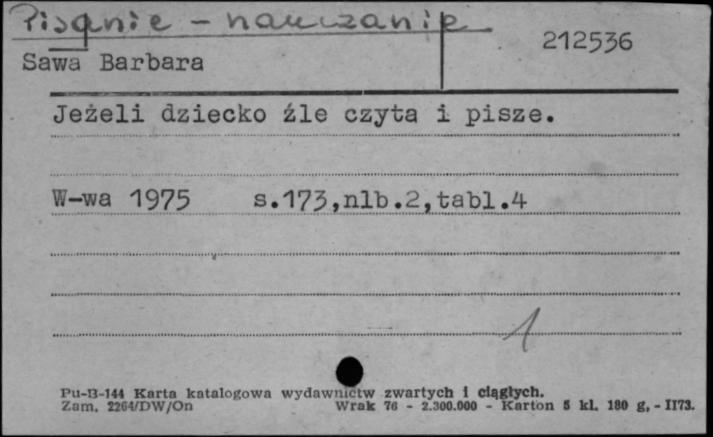 Pisanie - nauczanie
212536
Sawa Barbara
Jeżeli dziecko źle czyta i pisze.
W-wa 1975 s.173,nlb.2,tabl.4
1
Pu-B-144 Karta katalogowa wydawnictw zwartych i ciągłych.
Zam. 2264/DW/On Wrak 76 - 2.300.000 - Karton 5 kl. 180 g, - II73.